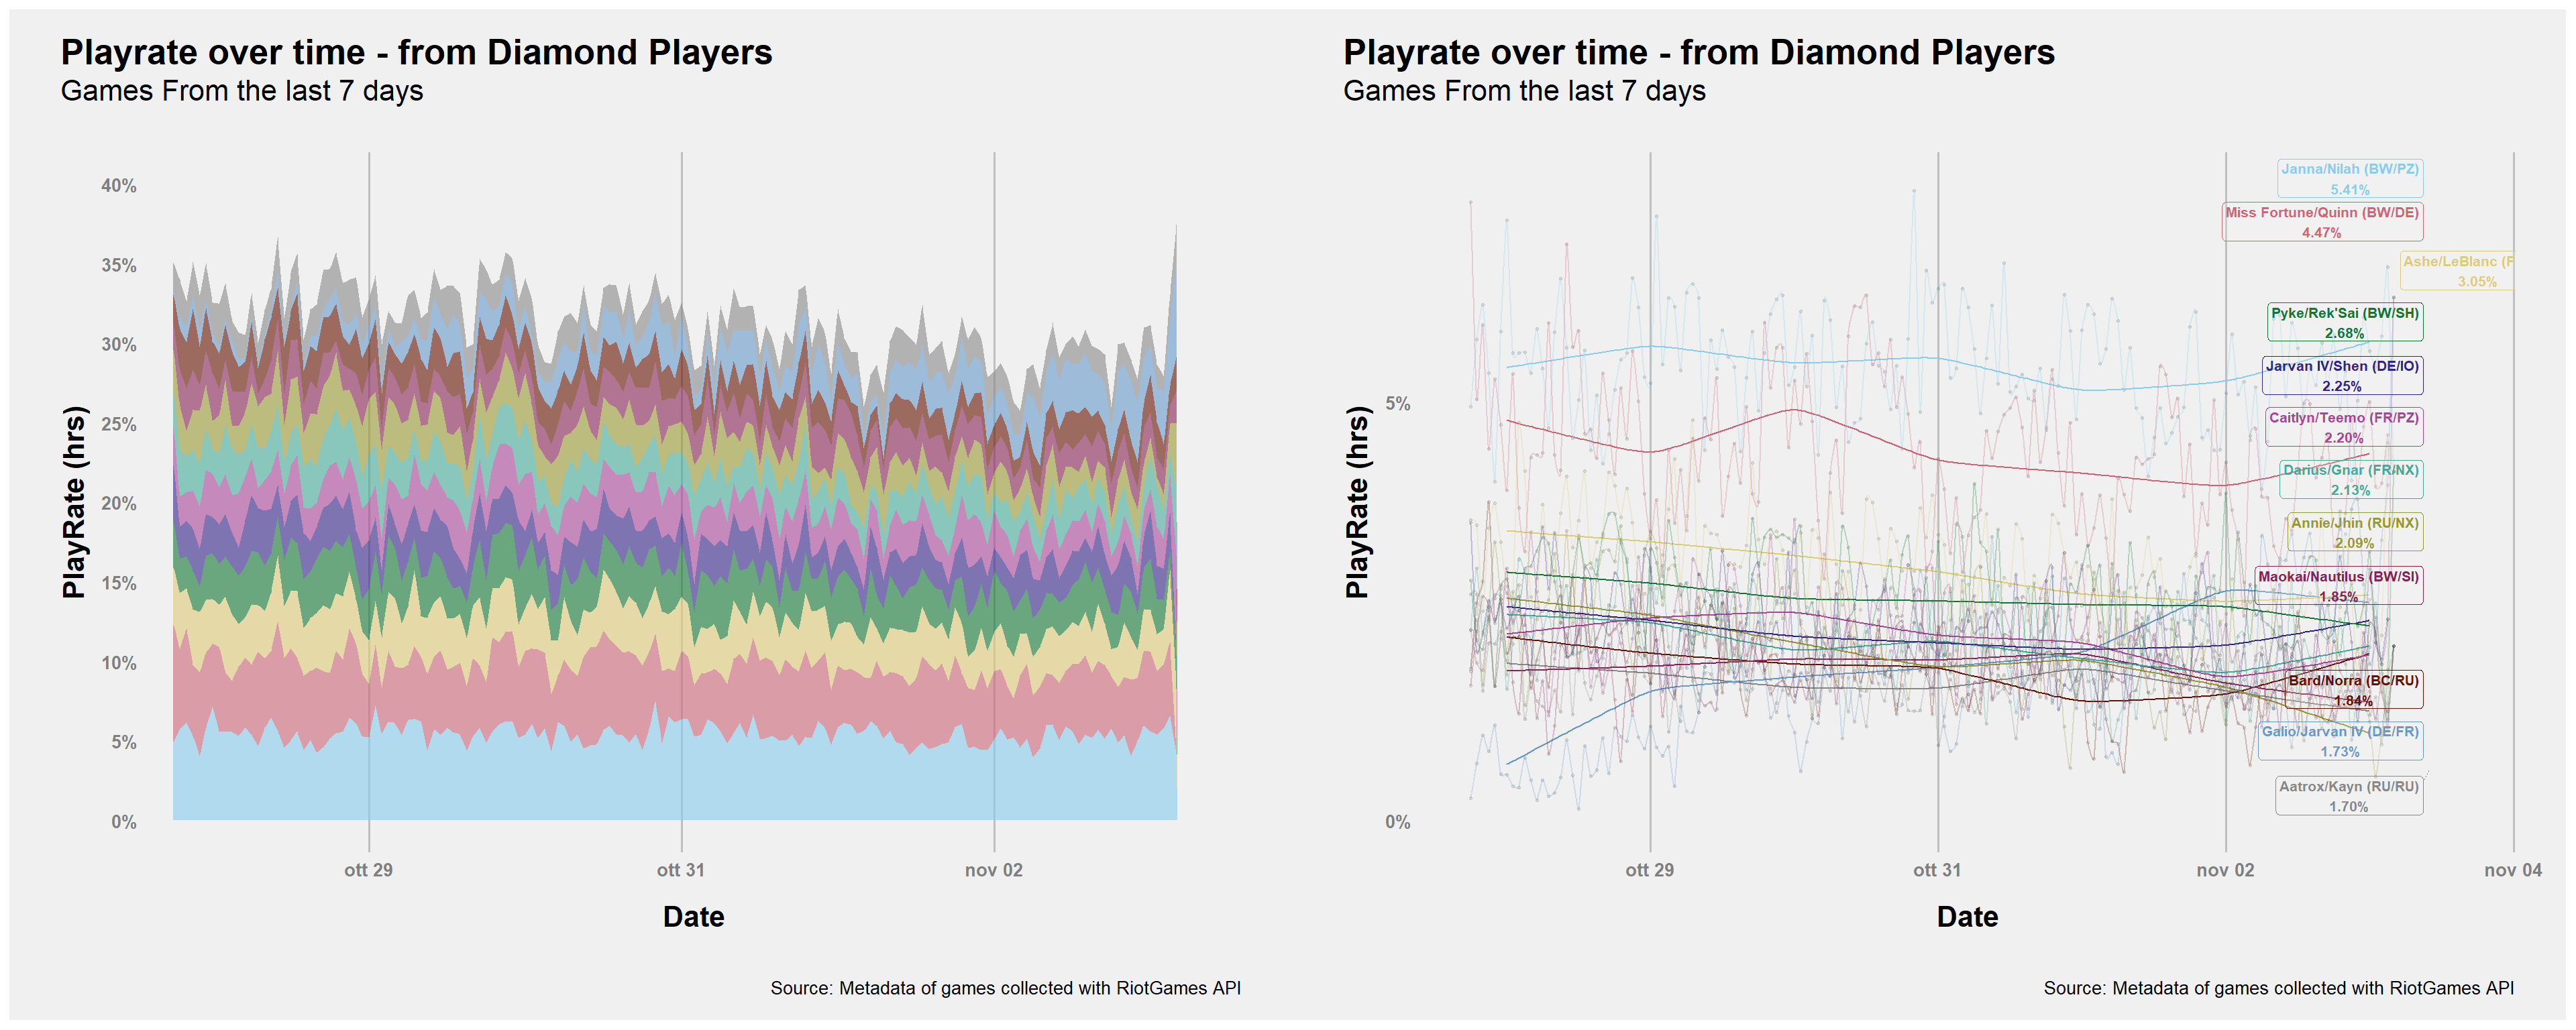 Playrate over time - from Diamond Players
Games From the last 7 days
40%
35%
30%
25%
20%
15%
10%
5%
0%
PlayRate (hrs)
ott 29
ott 31
nov 02
Date
Source: Metadata of games collected with RiotGames API
Playrate over time - from Diamond Players
Games From the last 7 days
5%
0%
PlayRate (hrs)
Janna/Nilah (BW/PZ)
5.41%
Miss Fortune/Quinn (BW/DE)
4.47%
Ashe/LeBlanc (F
3.05%
Pyke/Rek'Sai (BW/SH)
2.68%
Jarvan IV/Shen (DE/IO)
2.25%
Caitlyn/Teemo (FR/PZ)
2.20%
Darius/Gnar (FR/NX)
2.13%
Annie/Jhin (RU/NX)
2.09%
Maokai/Nautilus (BW/SI)
1.85%
Bard/Norra (BC/RU)
1.84%
Galio/Jarvan IV (DE/FR)
1.73%
Aatrox/Kayn (RU/RU)
1.70%
ott 29
ott 31
nov 02
nov 04
Date
Source: Metadata of games collected with RiotGames API